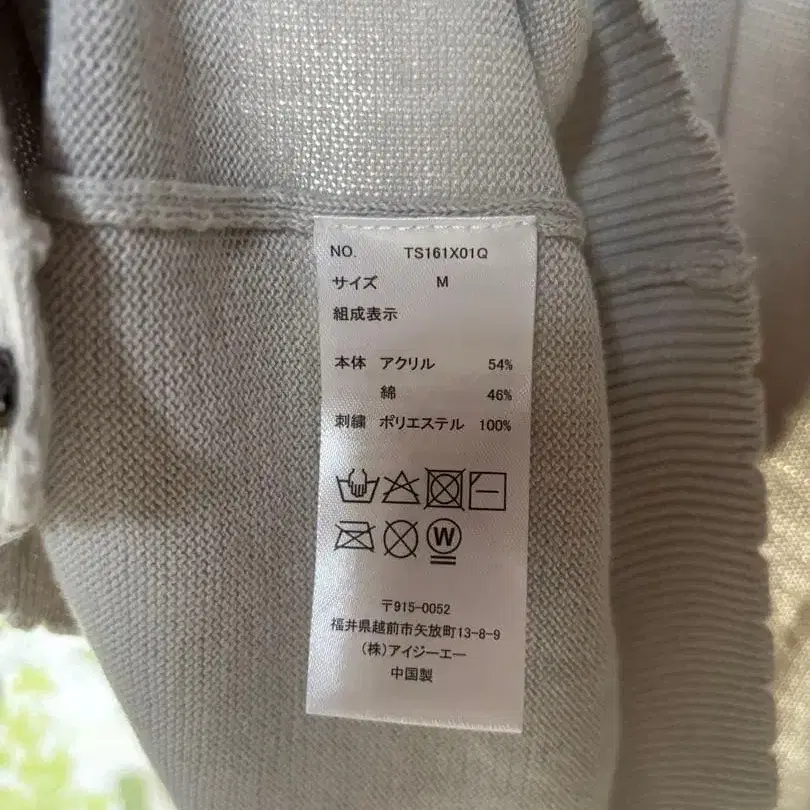 NO. TS161X01Q
サイズ M
組成表示
本体 アクリル 54%
綿 46%
刺繍 ポリエステル 100%
W
〒915-0052
福井県越前市矢放町13-8-9
(株)アイジーエー
中国製